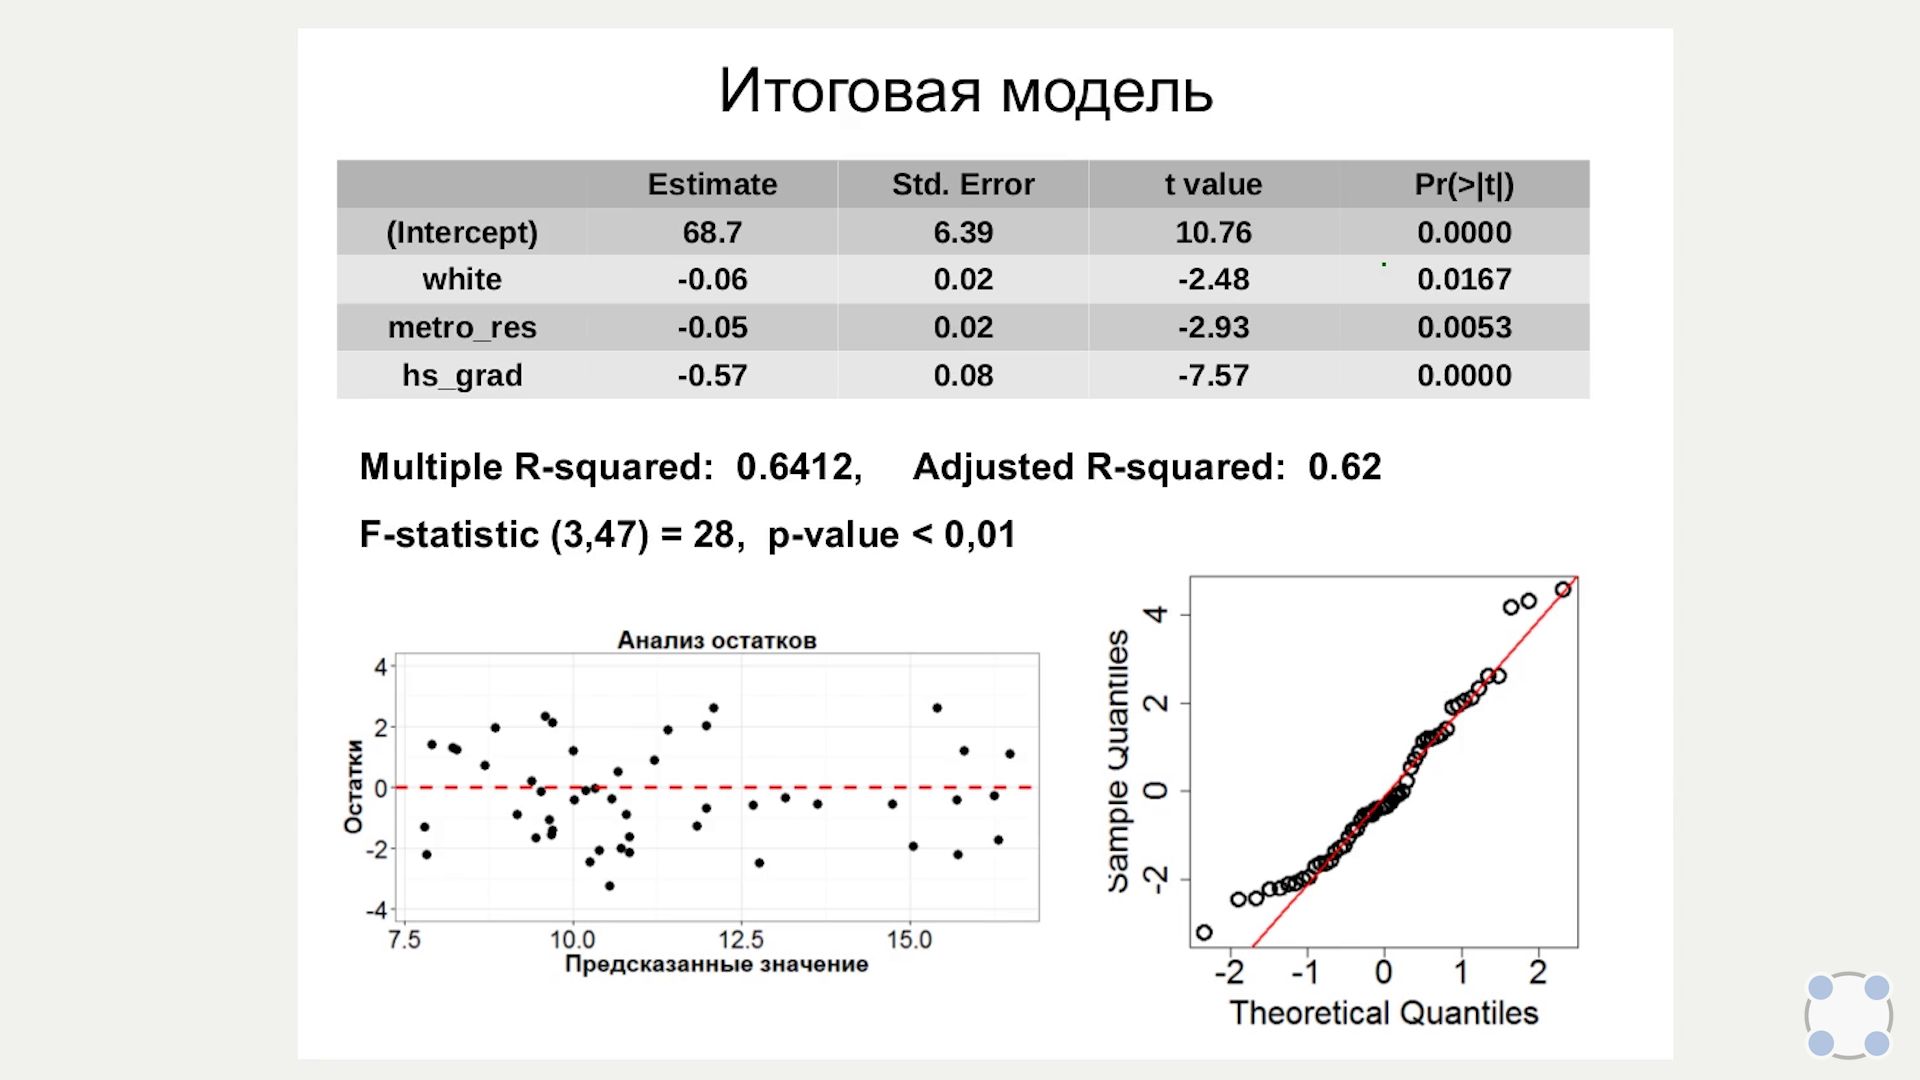 Итоговая модель
Estimate Std. Error t value Pr(>|t|)
(Intercept) 68.7 6.39 10.76 0.0000
white -0.06 0.02 -2.48 0.0167
metro_res -0.05 0.02 -2.93 0.0053
hs_grad -0.57 0.08 -7.57 0.0000
Multiple R-squared: 0.6412, Adjusted R-squared: 0.62
F-statistic (3,47) = 28, p-value < 0,01
Анализ остатков
Остатки
4
2
0
-2
-4
7.5 10.0 12.5 15.0
Предсказанные значение
Sample Quantiles
4
2
0
-2
-2 -1 0 1 2
Theoretical Quantiles